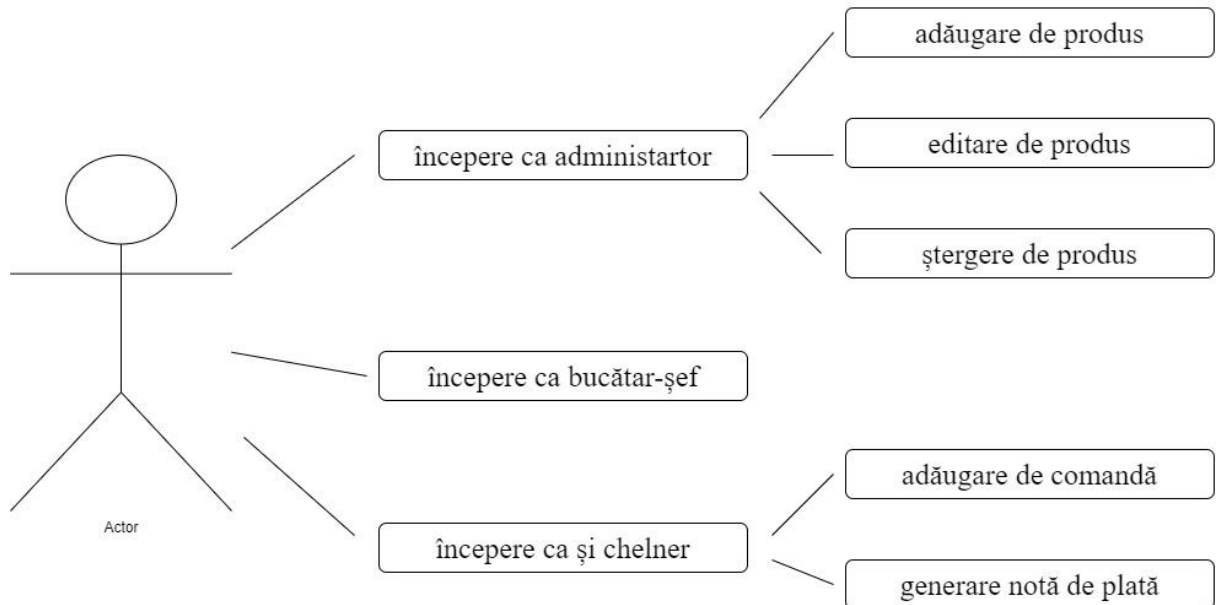 adăugare de produs
începere ca administartor
editare de produs
ștergere de produs
începere ca bucătar-șef
adăugare de comandă
Actor
începere ca și chelner
generare notă de plată